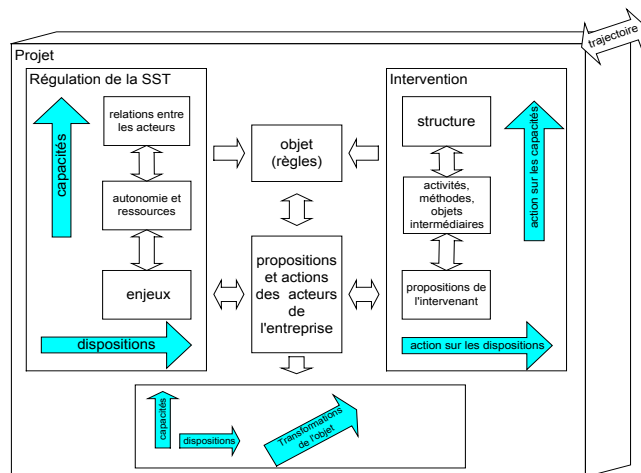 trajectoire
Projet
Régulation de la SST
capacités
relations entre
les acteurs
autonomie et
ressources
enjeux
dispositions
objet
(règles)
propositions
et actions
des acteurs
de
l'entreprise
Intervention
structure
activités,
méthodes,
objets
intermédiaires
propositions de
l'intervenant
action sur les capacités
action sur les dispositions
capacités
dispositions
Transformations
de l'objet